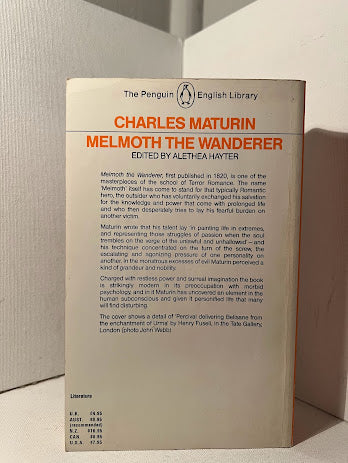 The Penguin English Library
CHARLES MATURIN
MELMOTH THE WANDERER
EDITED BY ALETHEA HAYTER
Melmoth the Wanderer, first published in 1820, is one of the
masterpieces of the school of Terror Romance. The name
'Melmoth' itself has come to stand for that typically Romantic
hero, the outsider who has voluntarily exchanged his salvation
for the knowledge and power that come with prolonged life
and who then desperately tries to lay his fearful burden on
another victim.
Maturin wrote that his talent lay in painting life in extremes,
and representing those struggles of passion when the soul
trembles on the verge of the unlawful and unhallowed – and
his technique concentrated on the turn of the screw, the
escalating and agonizing pressure of one personality on
another. In the monstrous excesses of evil Maturin perceived a
kind of grandeur and nobility.
Charged with restless power and surreal imagination the book
is strikingly modern in its preoccupation with morbid
psychology, and in it Maturin has uncovered an element in the
human subconscious and given it personified life that many
will find disturbing.
The cover shows a detail of 'Percival delivering Belisane from
the enchantment of Urma' by Henry Fuseli, in the Tate Gallery,
London (photo John Webb)
Literature
U.K.
AUST.
(recommended)
N.Z.
CAN.
U.S.A.